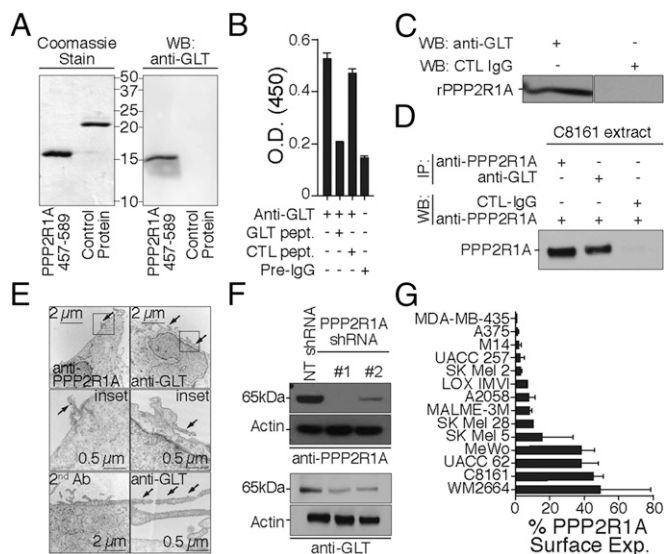 A
Coomassie
Stain
WB:
anti-GLT
50
37
25
20
15
10
PPP2R1A
457-589
Control
Protein
PPP2R1A
457-589
Control
Protein
B
O.D. (450)
0.6
0.4
0.2
0
Anti-GLT + + + -
GLT pept. - + - -
CTL pept. - - + -
Pre-IgG - - - +
C
WB: anti-GLT + -
WB: CTL IgG - +
rPPP2R1A
D
C8161 extract
IP:
anti-PPP2R1A + - -
anti-GLT - + -
WB:
CTL-IgG - - +
anti-PPP2R1A + + +
PPP2R1A
E
2 µm
2 µm
anti-
PPP2R1A
anti-GLT
inset
inset
0.5 µm
0.5 µm
2nd Ab
anti-GLT
2 µm
0.5 µm
F
NT shRNA
PPP2R1A
shRNA
#1 #2
65kDa
Actin
anti-PPP2R1A
65kDa
Actin
anti-GLT
G
MDA-MB-435
A375
M14
UACC 257
SK Mel 2
LOX IMVI
A2058
MALME-3M
SK Mel 28
SK Mel 5
MeWo
UACC 62
C8161
WM2664
0 20 40 60 80
% PPP2R1A
Surface Exp.